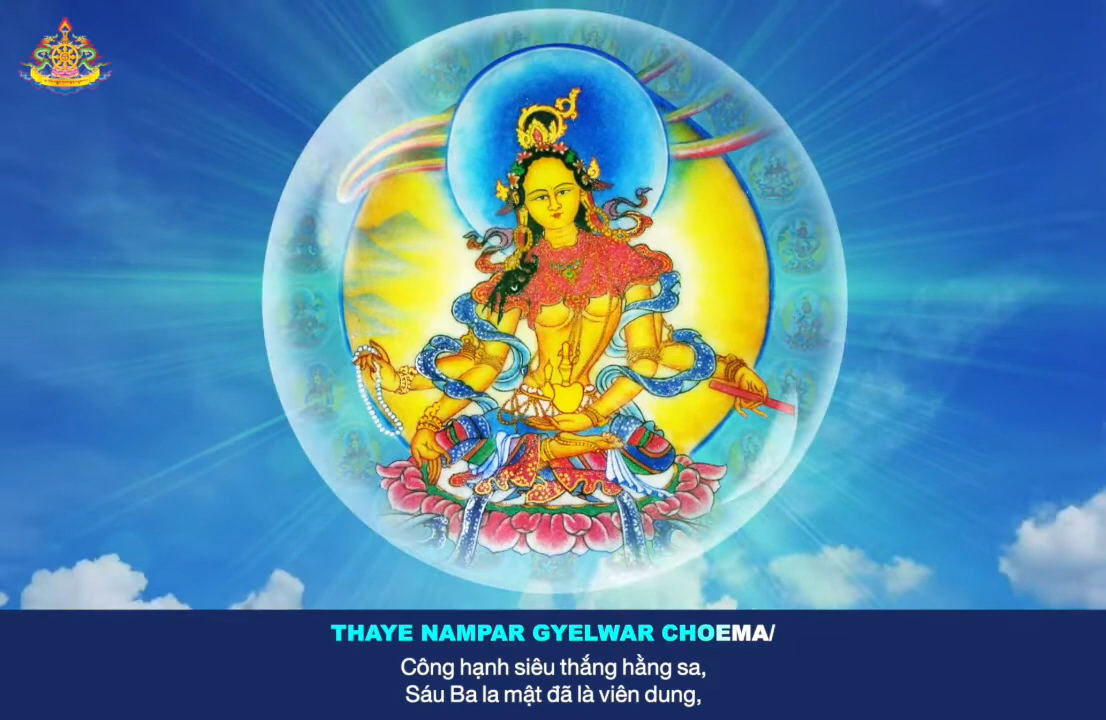 THAYE NAMPAR GYELWAR CHOEMA/
Công hạnh siêu thắng hằng sa,
Sáu Ba la mật đã là viên dung,